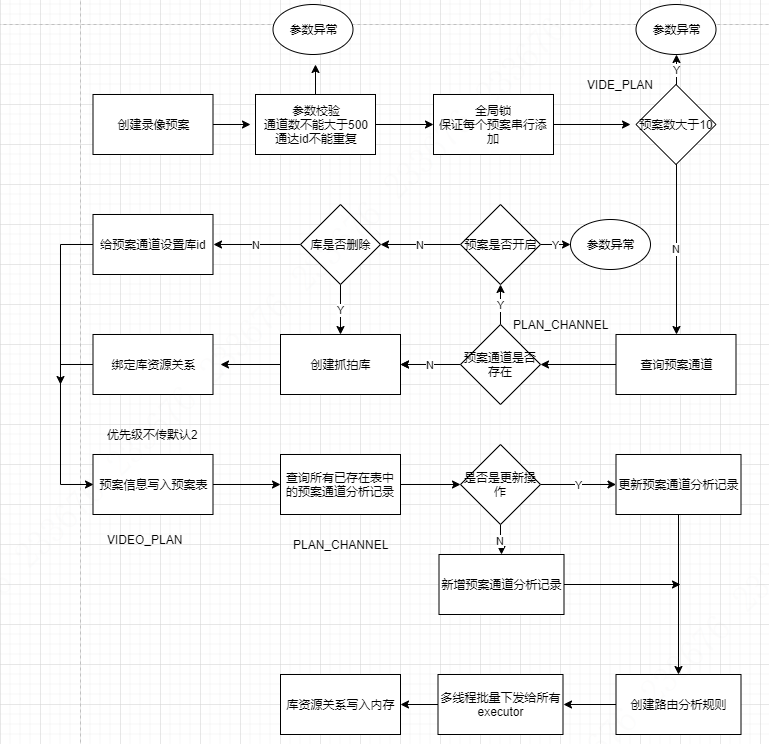 参数异常
参数异常
VIDE_PLAN
Y
创建录像预案
参数校验
通道数不能大于500
通达id不能重复
全局锁
保证每个预案串行添
加
预案数大于10
给预案通道设置库id
N
库是否删除
N
预案是否开启
Y
参数异常
N
Y
Y
PLAN_CHANNEL
绑定库资源关系
创建抓拍库
N
预案通道是否
存在
查询预案通道
优先级不传默认2
预案信息写入预案表
查询所有已存在表中
的预案通道分析记录
是否是更新操
作
Y
更新预案通道分析记录
VIDEO_PLAN
PLAN_CHANNEL
N
新增预案通道分析记录
库资源关系写入内存
多线程批量下发给所有
executor
创建路由分析规则